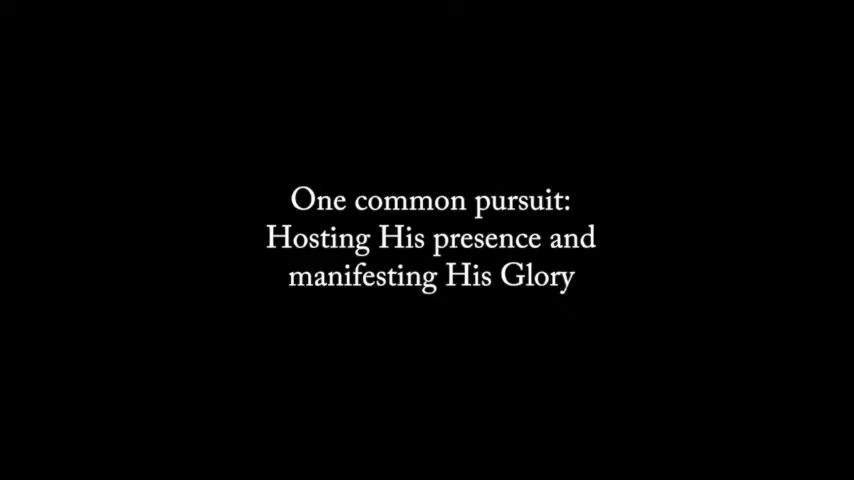 One common pursuit:
Hosting His presence and
manifesting His Glory